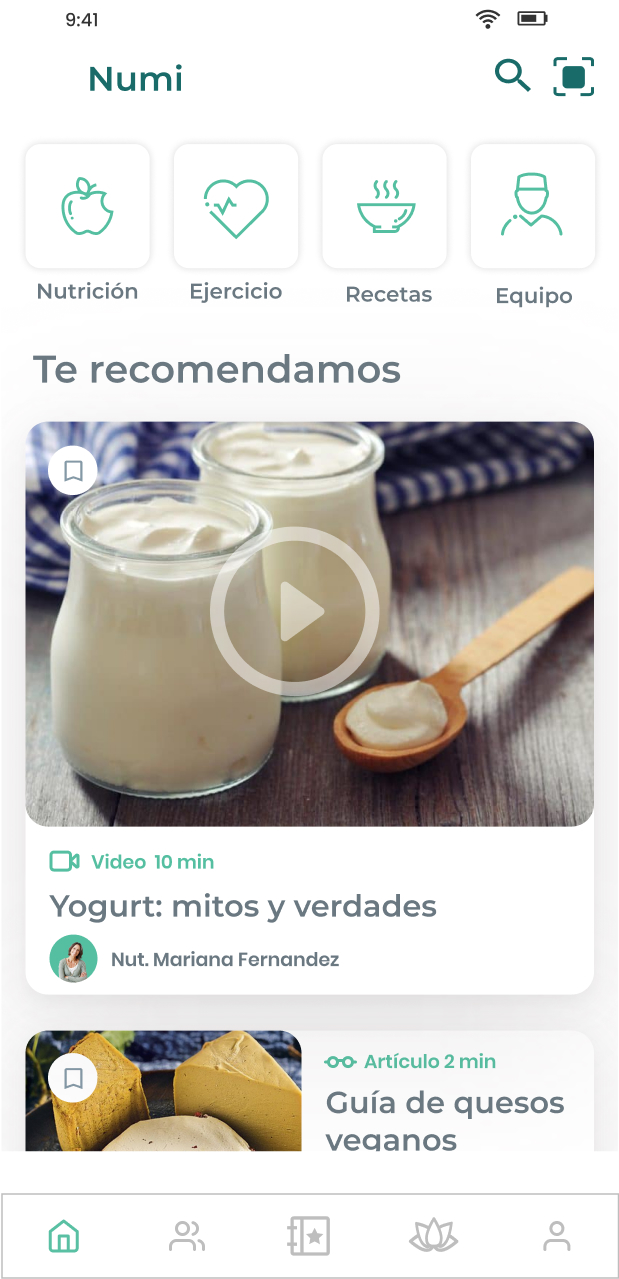 9:41
Numi
Nutrición
Ejercicio
Recetas
Equipo
Te recomendamos
Video 10 min
Yogurt: mitos y verdades
Nut. Mariana Fernandez
Artículo 2 min
Guía de quesos
veganos